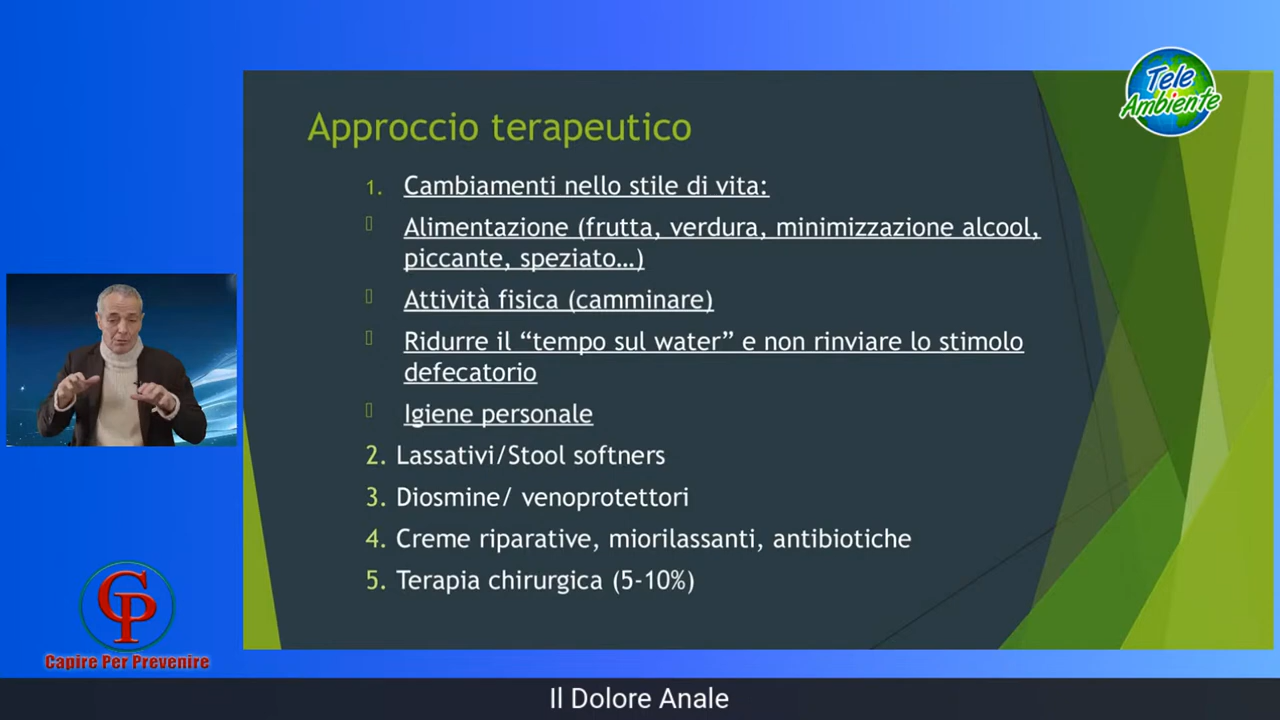 Tele
Ambiente
Approccio terapeutico
1. Cambiamenti nello stile di vita:
Alimentazione (frutta, verdura, minimizzazione alcool,
piccante, speziato…)
Attività fisica (camminare)
Ridurre il “tempo sul water” e non rinviare lo stimolo
defecatorio
Igiene personale
2. Lassativi/Stool softners
3. Diosmine/ venoprotettori
4. Creme riparative, miorilassanti, antibiotiche
5. Terapia chirurgica (5-10%)
CP
Capire Per Prevenire
Il Dolore Anale